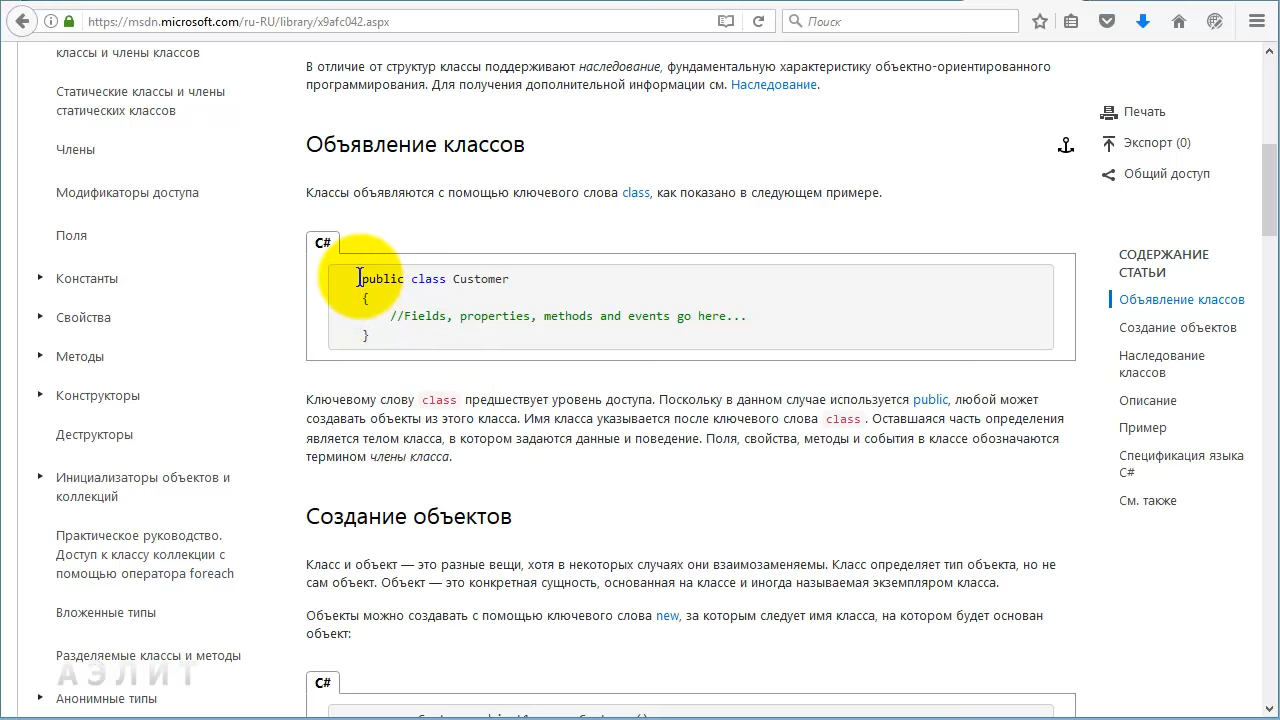 https://msdn.microsoft.com/ru-RU/library/x9afc042.aspx
Поиск
классы и члены классов
Статические классы и члены
статических классов
Члены
Модификаторы доступа
Поля
Константы
Свойства
Методы
Конструкторы
Деструкторы
Инициализаторы объектов и
коллекций
Практическое руководство.
Доступ к классу коллекции с
помощью оператора foreach
Вложенные типы
Разделяемые классы и методы
АЭЛИТ
Анонимные типы
В отличие от структур классы поддерживают наследование, фундаментальную характеристику объектно-ориентированного
программирования. Для получения дополнительной информации см. Наследование.
Объявление классов
Классы объявляются с помощью ключевого слова class, как показано в следующем примере.
C#
public class Customer
{
//Fields, properties, methods and events go here...
}
Ключевому слову class предшествует уровень доступа. Поскольку в данном случае используется public, любой может
создавать объекты из этого класса. Имя класса указывается после ключевого слова class. Оставшаяся часть определения
является телом класса, в котором задаются данные и поведение. Поля, свойства, методы и события в классе обозначаются
термином члены класса.
Создание объектов
Класс и объект — это разные вещи, хотя в некоторых случаях они взаимозаменяемы. Класс определяет тип объекта, но не
сам объект. Объект — это конкретная сущность, основанная на классе и иногда называемая экземпляром класса.
Объекты можно создавать с помощью ключевого слова new, за которым следует имя класса, на котором будет основан
объект:
C#
Печать
Экспорт (0)
Общий доступ
СОДЕРЖАНИЕ
СТАТЬИ
Объявление классов
Создание объектов
Наследование
классов
Описание
Пример
Спецификация языка
C#
См. также